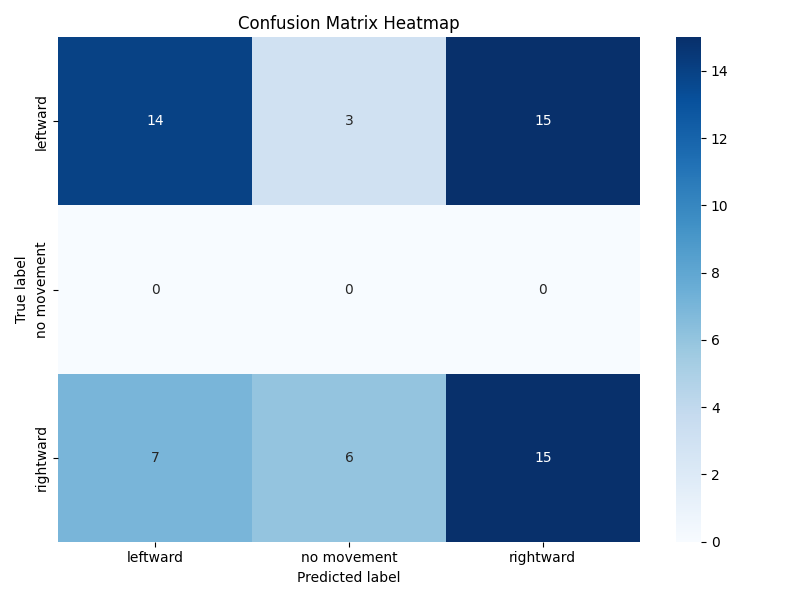 Confusion Matrix Heatmap
True label
leftward
14 3 15
no movement
0 0 0
rightward
7 6 15
leftward no movement rightward
Predicted label
14
12
10
8
6
4
2
0